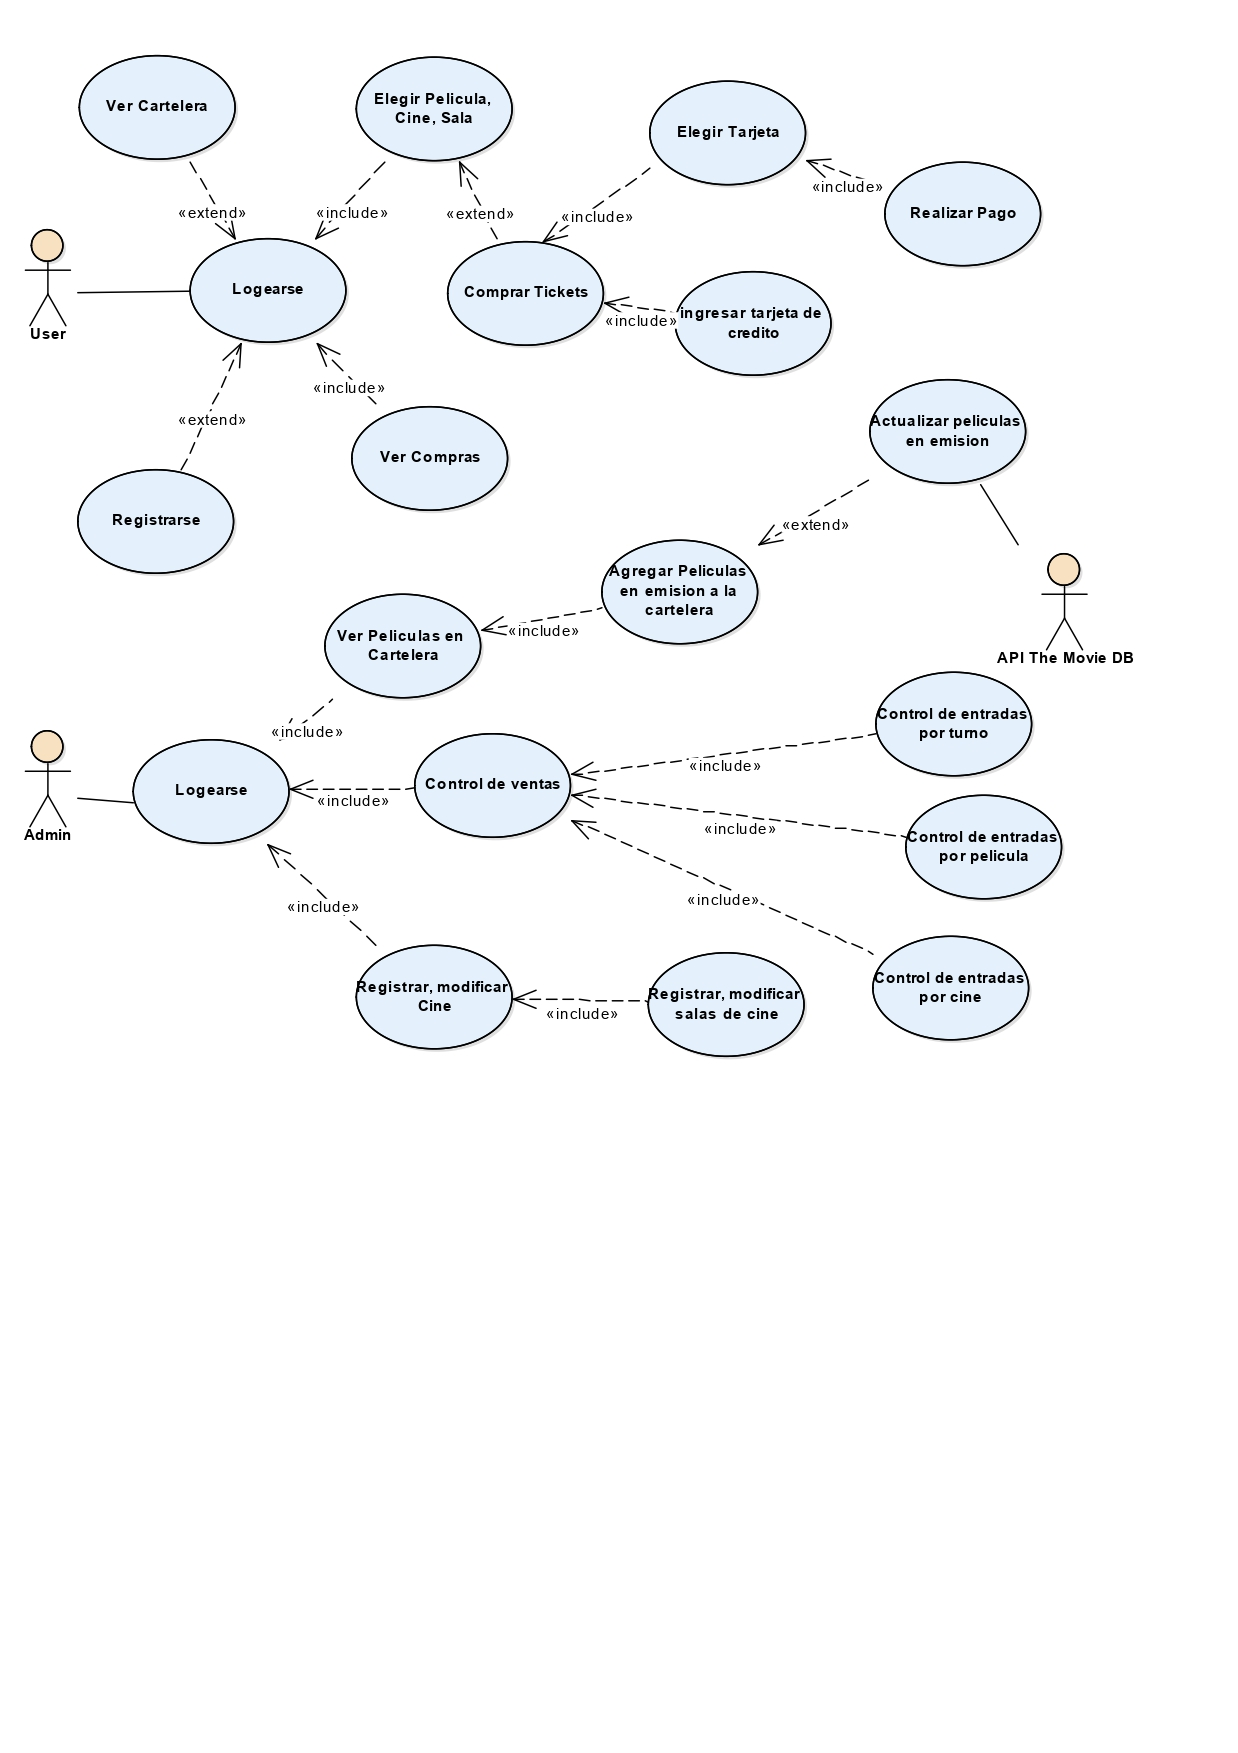 Ver Cartelera
Elegir Pelicula,
Cine, Sala
Elegir Tarjeta
«include»
Realizar Pago
«extend»
«include»
«extend»
«include»
User
Logearse
Comprar Tickets
«include»
ingresar tarjeta de
credito
«extend»
«include»
Registrarse
Ver Compras
Actualizar peliculas
en emision
«extend»
API The Movie DB
Agregar Peliculas
en emision a la
cartelera
«include»
Ver Peliculas en
Cartelera
«include»
Admin
Logearse
«include»
Control de ventas
«include»
Control de entradas
por turno
«include»
Control de entradas
por pelicula
«include»
Control de entradas
por cine
«include»
Registrar, modificar
Cine
«include»
Registrar, modificar
salas de cine